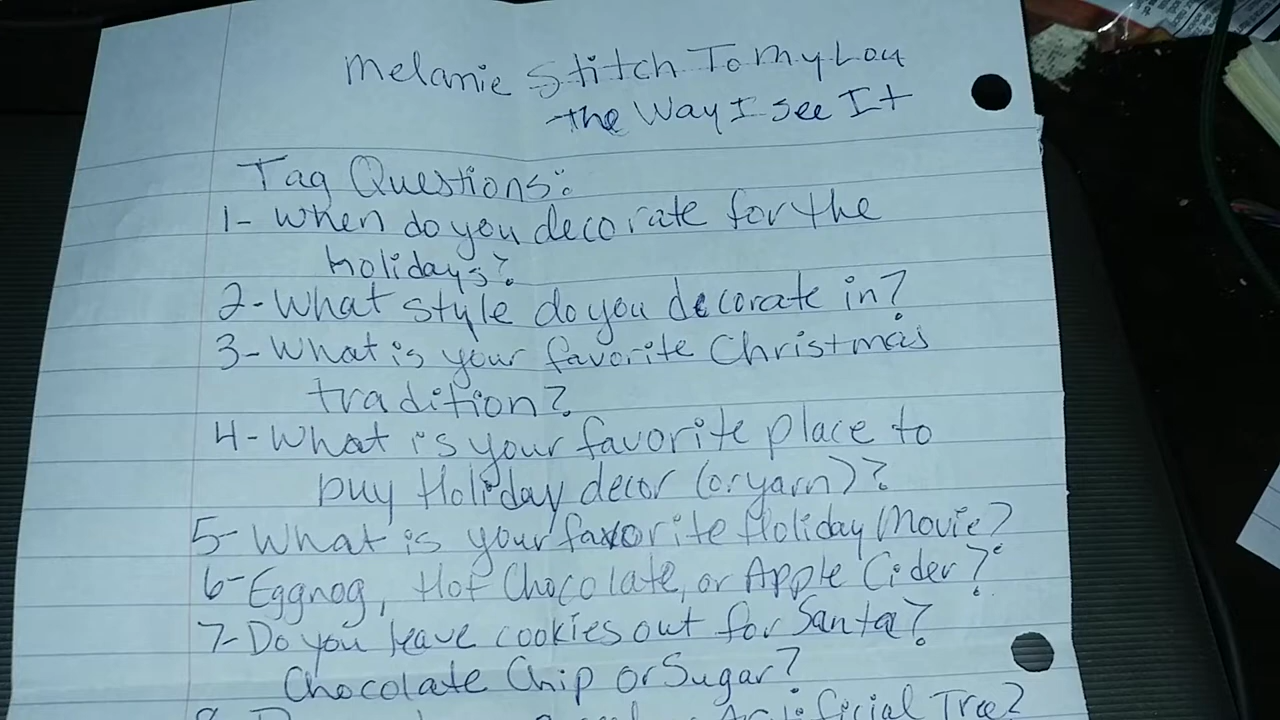 Melanie Stitch To My Lou
the Way I see It
Tag Questions:
1- When do you decorate for the
holidays?
2- What style do you decorate in?
3- What is your favorite Christmas
tradition?
4- What is your favorite place to
buy Holiday decor (or yarn)?
5- What is your favorite Holiday Movie?
6- Eggnog, Hot Chocolate, or Apple Cider?
7- Do you leave cookies out for Santa?
Chocolate Chip or Sugar?
Artificial Tree?